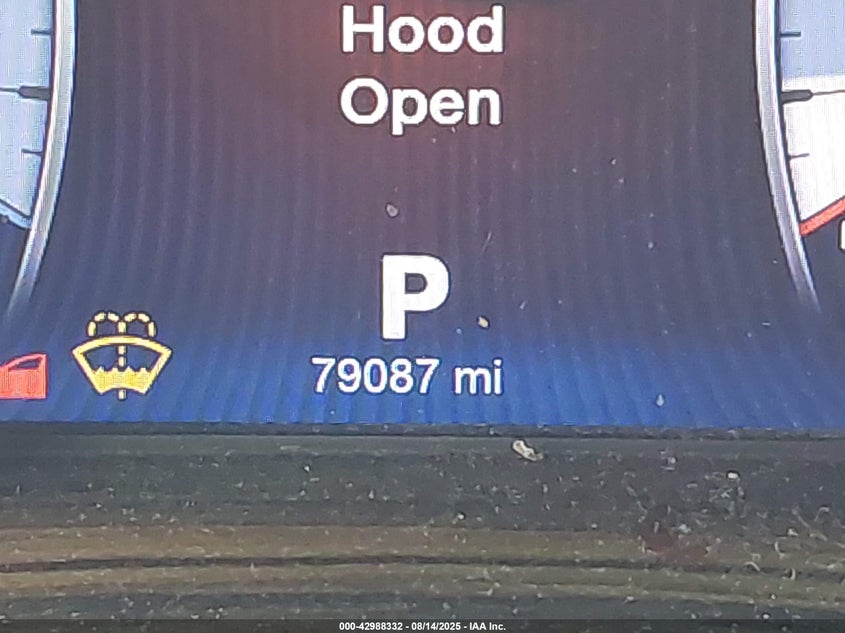 Hood
Open
P
79087 mi
000-42988332 - 08/14/2025 - IAA Inc.